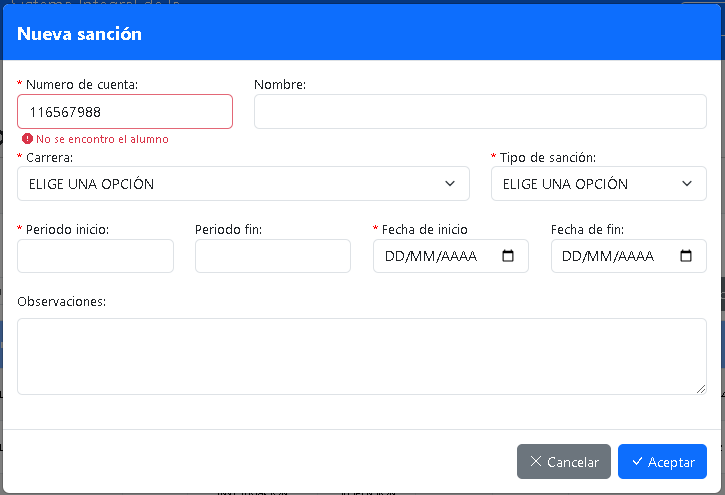 Nueva sanción
* Numero de cuenta: Nombre:
116567988
No se encontro el alumno
* Carrera: * Tipo de sanción:
ELIGE UNA OPCIÓN ELIGE UNA OPCIÓN
* Periodo inicio: Periodo fin: * Fecha de inicio Fecha de fin:
DD/MM/AAAA DD/MM/AAAA
Observaciones:
Cancelar Aceptar